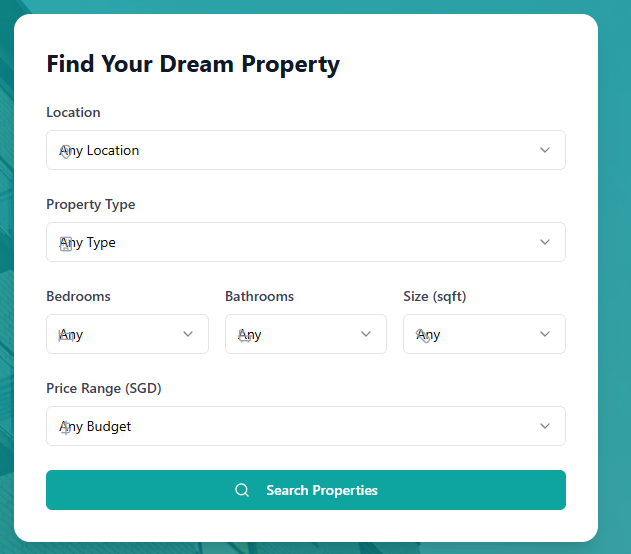 Find Your Dream Property
Location
Any Location
Property Type
Any Type
Bedrooms Bathrooms Size (sqft)
Any Any Any
Price Range (SGD)
Any Budget
Search Properties